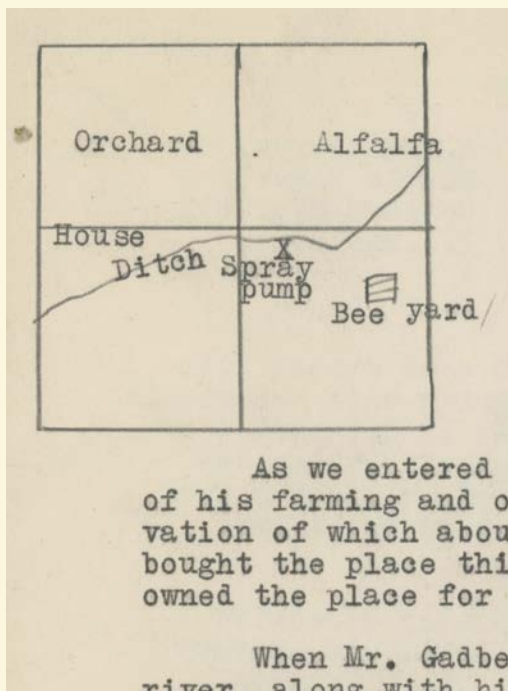 Orchard Alfalfa
House
Ditch
X
Spray
pump
Bee yard
As we entered
of his farming and o
vation of which abou
bought the place thi
owned the place for
When Mr. Gadbe
river, along with hi